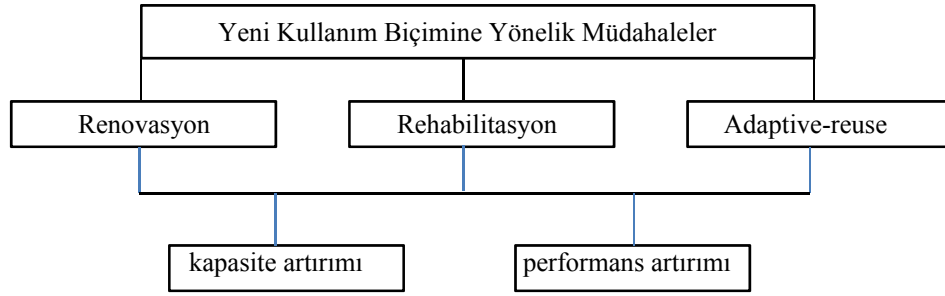 Yeni Kullanım Biçimine Yönelik Müdahaleler
Renovasyon
Rehabilitasyon
Adaptive-reuse
kapasite artırımı
performans artırımı